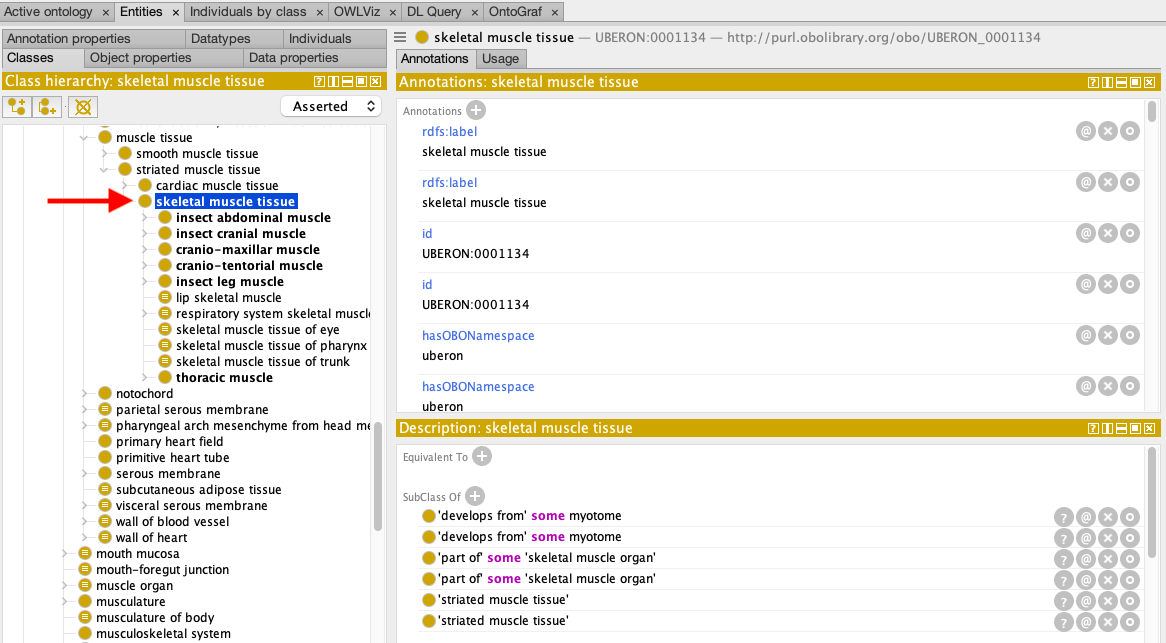 Active ontology × Entities × Individuals by class × OWLViz × DL Query × OntoGraf ×
Annotation properties Datatypes Individuals
Classes Object properties Data properties
Class hierarchy: skeletal muscle tissue
Asserted
muscle tissue
smooth muscle tissue
striated muscle tissue
cardiac muscle tissue
skeletal muscle tissue
insect abdominal muscle
insect cranial muscle
cranio-maxillar muscle
cranio-tentorial muscle
insect leg muscle
lip skeletal muscle
respiratory system skeletal muscle
skeletal muscle tissue of eye
skeletal muscle tissue of pharynx
skeletal muscle tissue of trunk
thoracic muscle
notochord
parietal serous membrane
pharyngeal arch mesenchyme from head me
primary heart field
primitive heart tube
serous membrane
subcutaneous adipose tissue
visceral serous membrane
wall of blood vessel
wall of heart
mouth mucosa
mouth-foregut junction
muscle organ
musculature
musculature of body
musculoskeletal system
skeletal muscle tissue — UBERON:0001134 — http://purl.obolibrary.org/obo/UBERON_0001134
Annotations Usage
Annotations: skeletal muscle tissue
Annotations
rdfs:label
skeletal muscle tissue
rdfs:label
skeletal muscle tissue
id
UBERON:0001134
id
UBERON:0001134
hasOBONamespace
uberon
hasOBONamespace
uberon
Description: skeletal muscle tissue
Equivalent To
SubClass Of
'develops from' some myotome
'develops from' some myotome
'part of' some 'skeletal muscle organ'
'part of' some 'skeletal muscle organ'
'striated muscle tissue'
'striated muscle tissue'